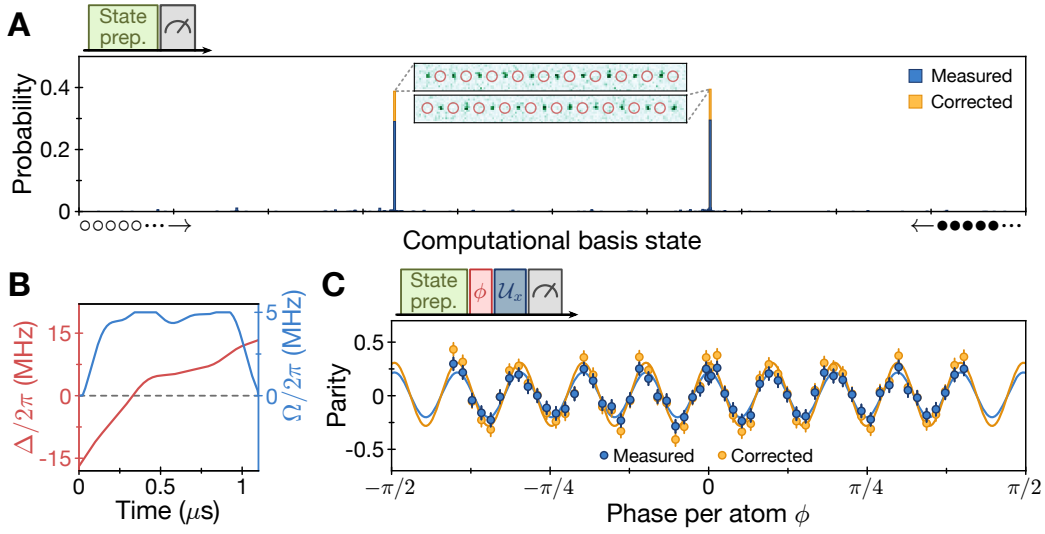 A
State
prep.
Probability
0.4
0.2
0
Measured
Corrected
Computational basis state
B
Δ/2π (MHz)
15
0
-15
5
0
Ω/2π (MHz)
0
0.5
1
Time (μs)
C
State
prep.
ϕ
𝒰ₓ
Parity
0.5
0
-0.5
Measured
Corrected
−π/2
−π/4
0
π/4
π/2
Phase per atom ϕ